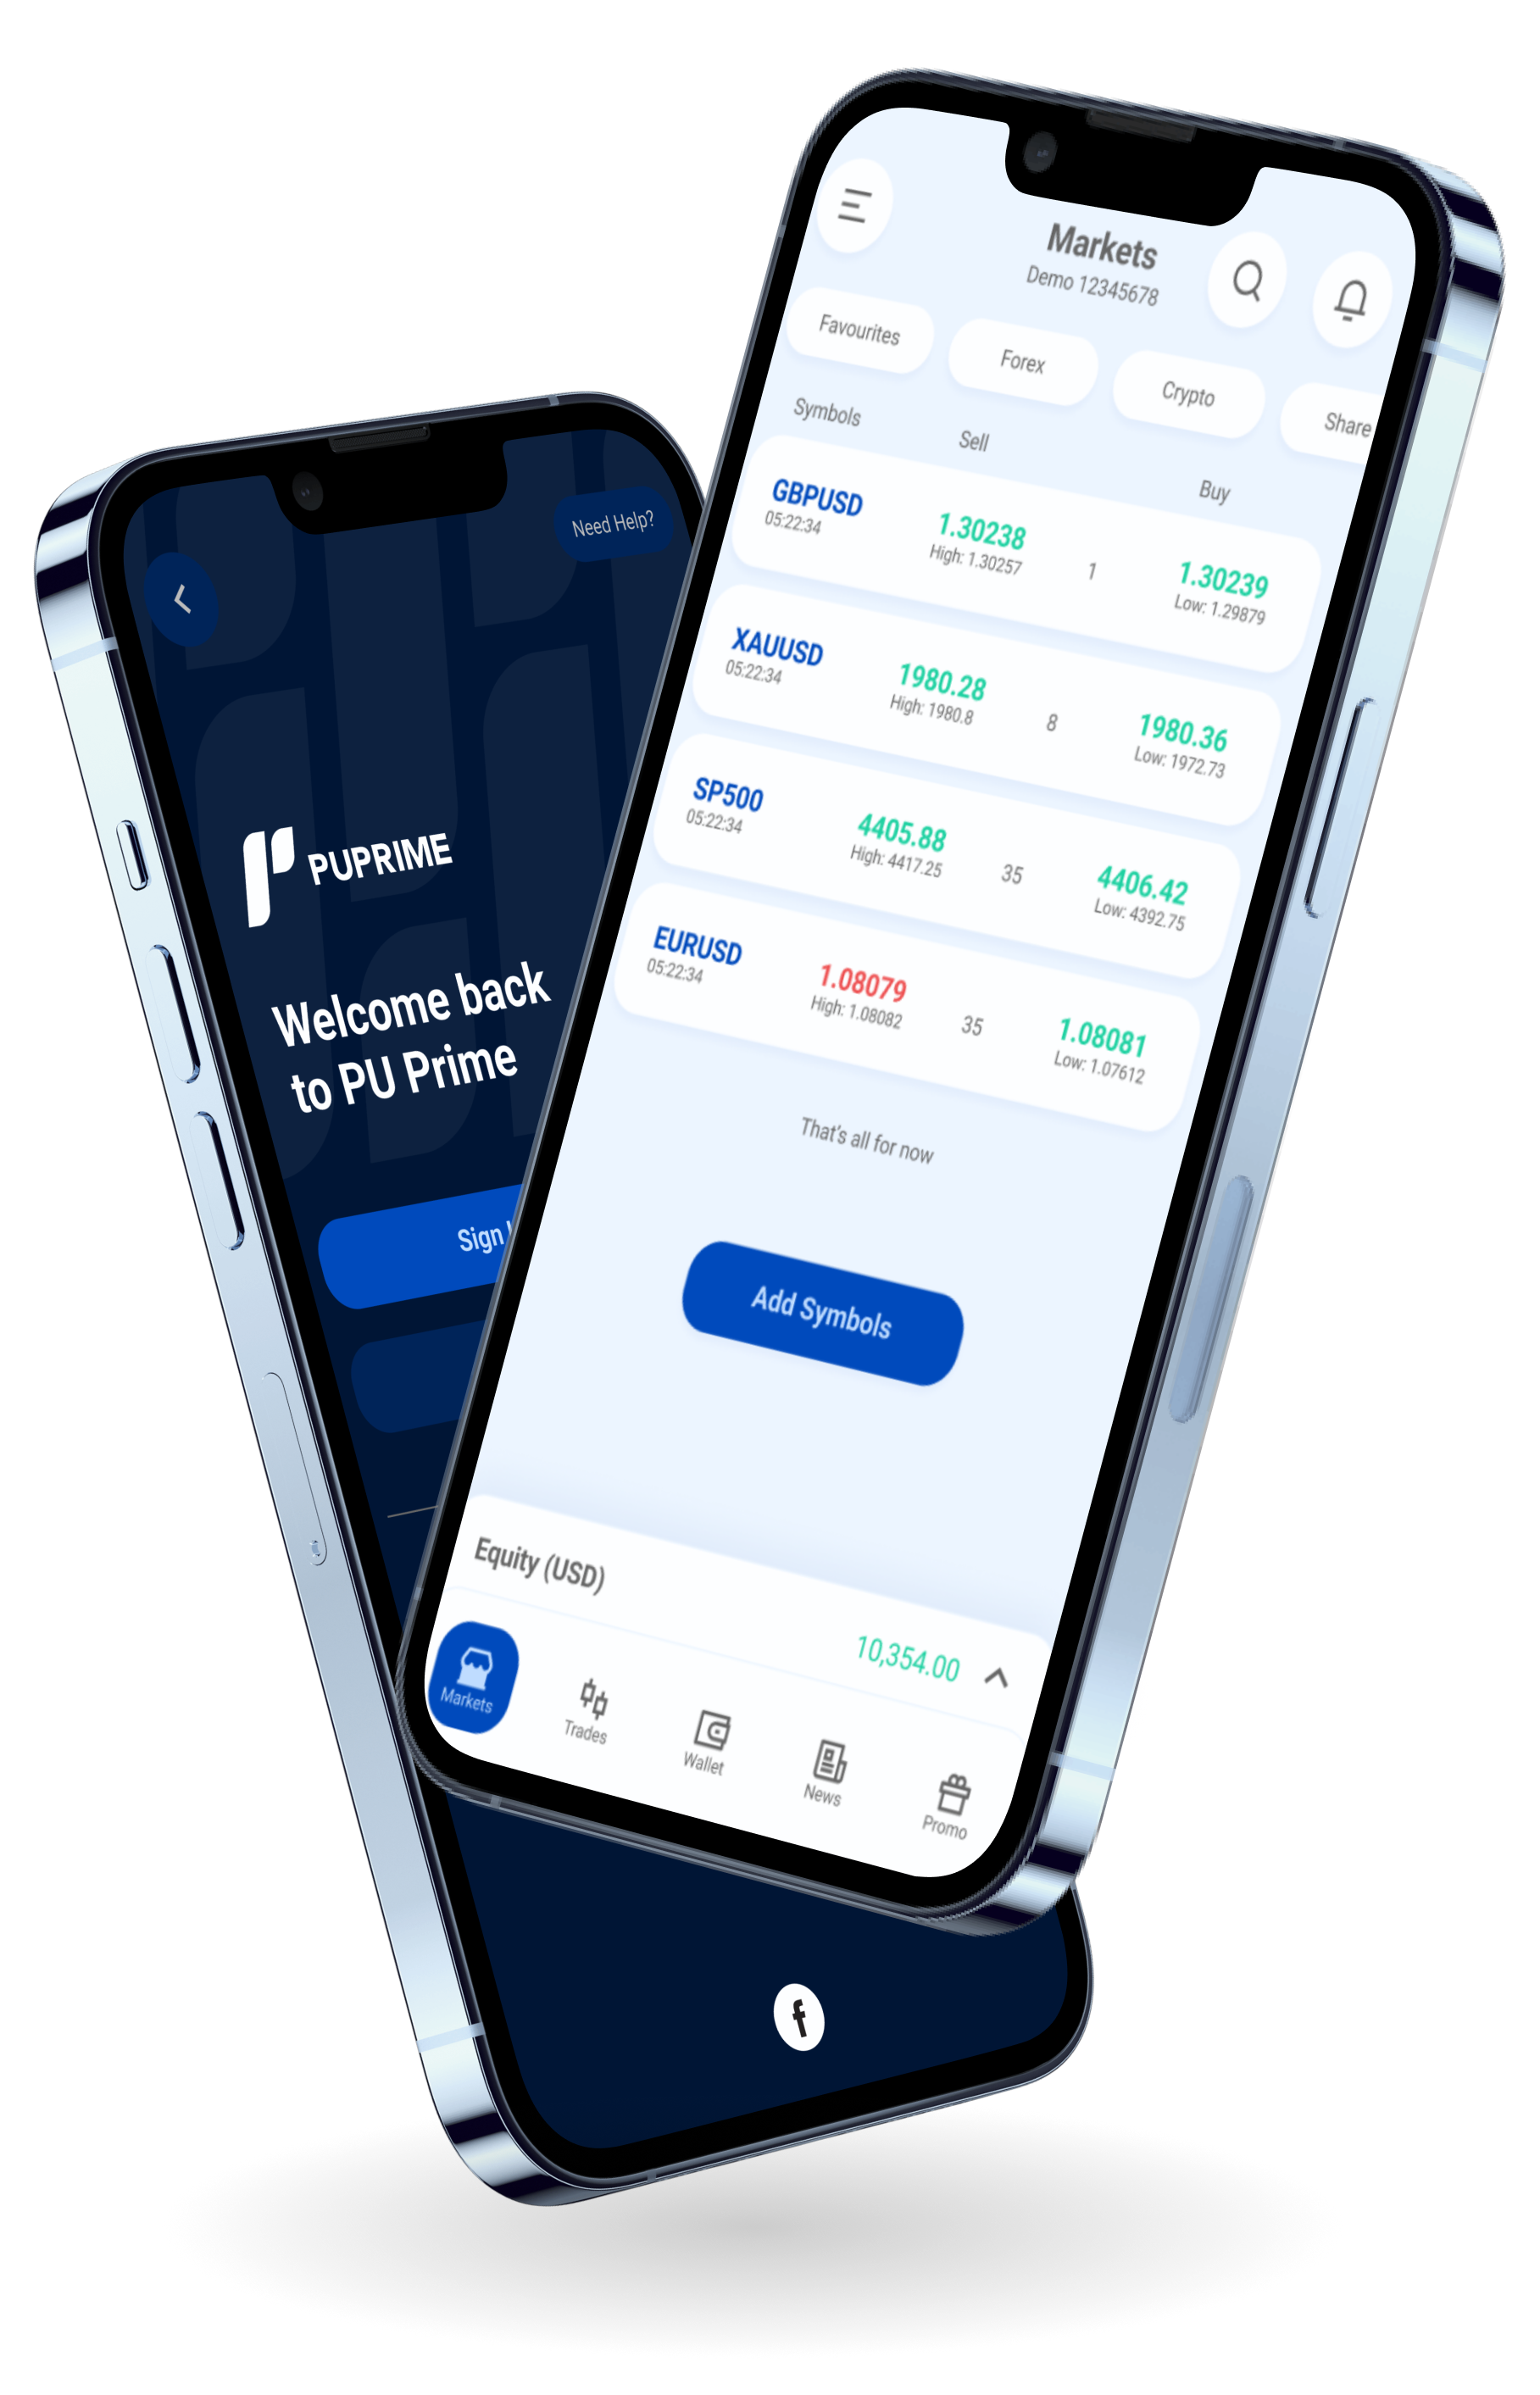 Markets
Demo 12345678
Favourites
Forex
Crypto
Share
Symbols
Sell
Buy
GBPUSD
05:22:34
1.30238
High: 1.30257
1
1.30239
Low: 1.29879
XAUUSD
05:22:34
1980.28
High: 1980.8
8
1980.36
Low: 1972.73
SP500
05:22:34
4405.88
High: 4417.25
35
4406.42
Low: 4392.75
EURUSD
05:22:34
1.08079
High: 1.08082
35
1.08081
Low: 1.07612
That's all for now
Add Symbols
Equity (USD)
10,354.00
Markets
Trades
Wallet
News
Promo
Need Help?
PUPRIME
Welcome back
to PU Prime
Sign
f